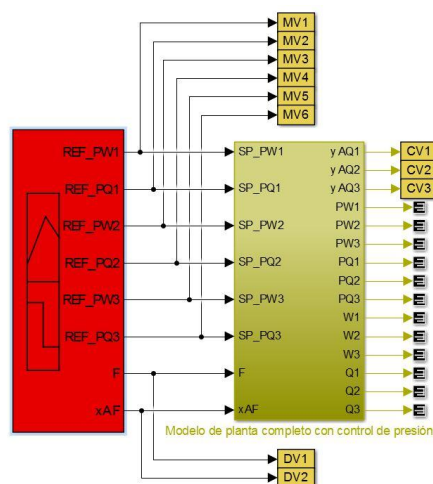 MV1
MV2
MV3
MV4
MV5
MV6
REF_PW1
REF_PQ1
REF_PW2
REF_PQ2
REF_PW3
REF_PQ3
F
xAF
SP_PW1
SP_PQ1
SP_PW2
SP_PQ2
SP_PW3
SP_PQ3
F
xAF
y AQ1
y AQ2
y AQ3
PW1
PW2
PW3
PQ1
PQ2
PQ3
W1
W2
W3
Q1
Q2
Q3
CV1
CV2
CV3
Modelo de planta completo con control de presión
DV1
DV2